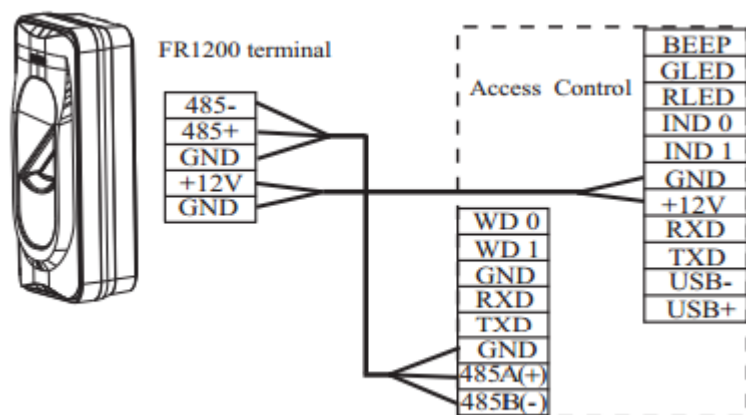 FR1200 terminal
485-
485+
GND
+12V
GND
Access Control
BEEP
GLED
RLED
IND 0
IND 1
GND
+12V
RXD
TXD
USB-
USB+
WD 0
WD 1
GND
RXD
TXD
GND
485A(+)
485B(-)